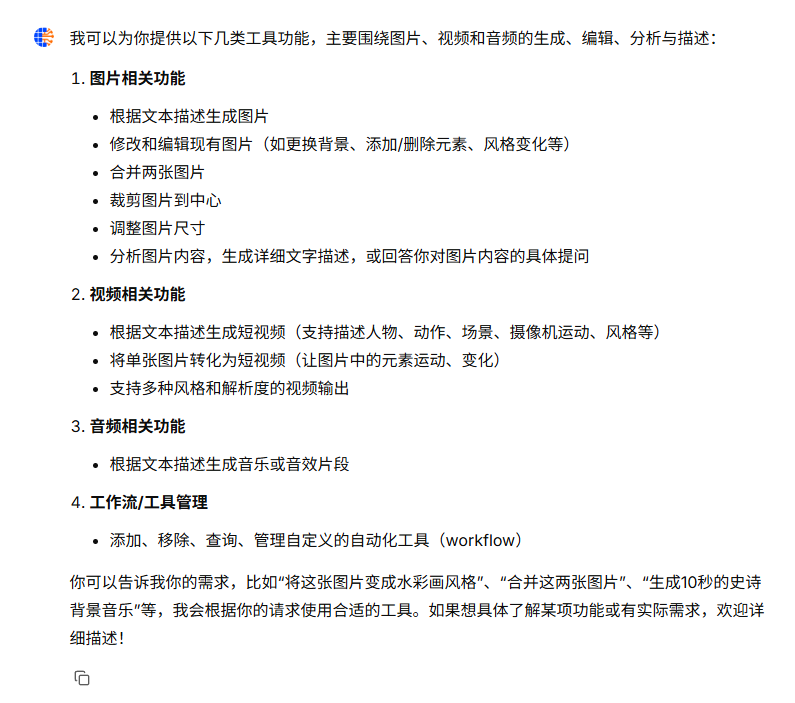 我可以为你提供以下几类工具功能，主要围绕图片、视频和音频的生成、编辑、分析与描述：
1. 图片相关功能
• 根据文本描述生成图片
• 修改和编辑现有图片（如更换背景、添加/删除元素、风格变化等）
• 合并两张图片
• 裁剪图片到中心
• 调整图片尺寸
• 分析图片内容，生成详细文字描述，或回答你对图片内容的具体提问
2. 视频相关功能
• 根据文本描述生成短视频（支持描述人物、动作、场景、摄像机运动、风格等）
• 将单张图片转化为短视频（让图片中的元素运动、变化）
• 支持多种风格和解析度的视频输出
3. 音频相关功能
• 根据文本描述生成音乐或音效片段
4. 工作流/工具管理
• 添加、移除、查询、管理自定义的自动化工具（workflow）
你可以告诉我你的需求，比如“将这张图片变成水彩画风格”、“合并这两张图片”、“生成10秒的史诗
背景音乐”等，我会根据你的请求使用合适的工具。如果想具体了解某项功能或有实际需求，欢迎详
细描述！